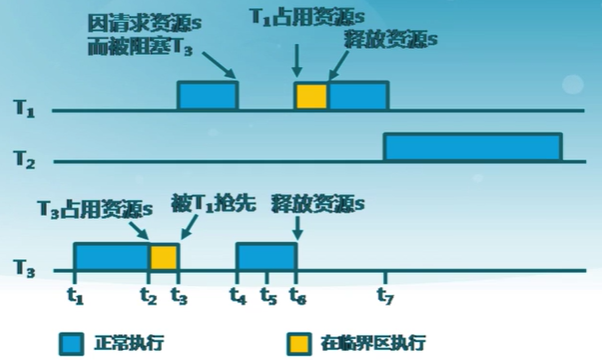 因请求资源s
而被阻塞T3
T1占用资源s
释放资源s
T1
T2
T3占用资源s
被T1抢先
释放资源s
T3
t1 t2 t3 t4 t5 t6 t7
正常执行
在临界区执行